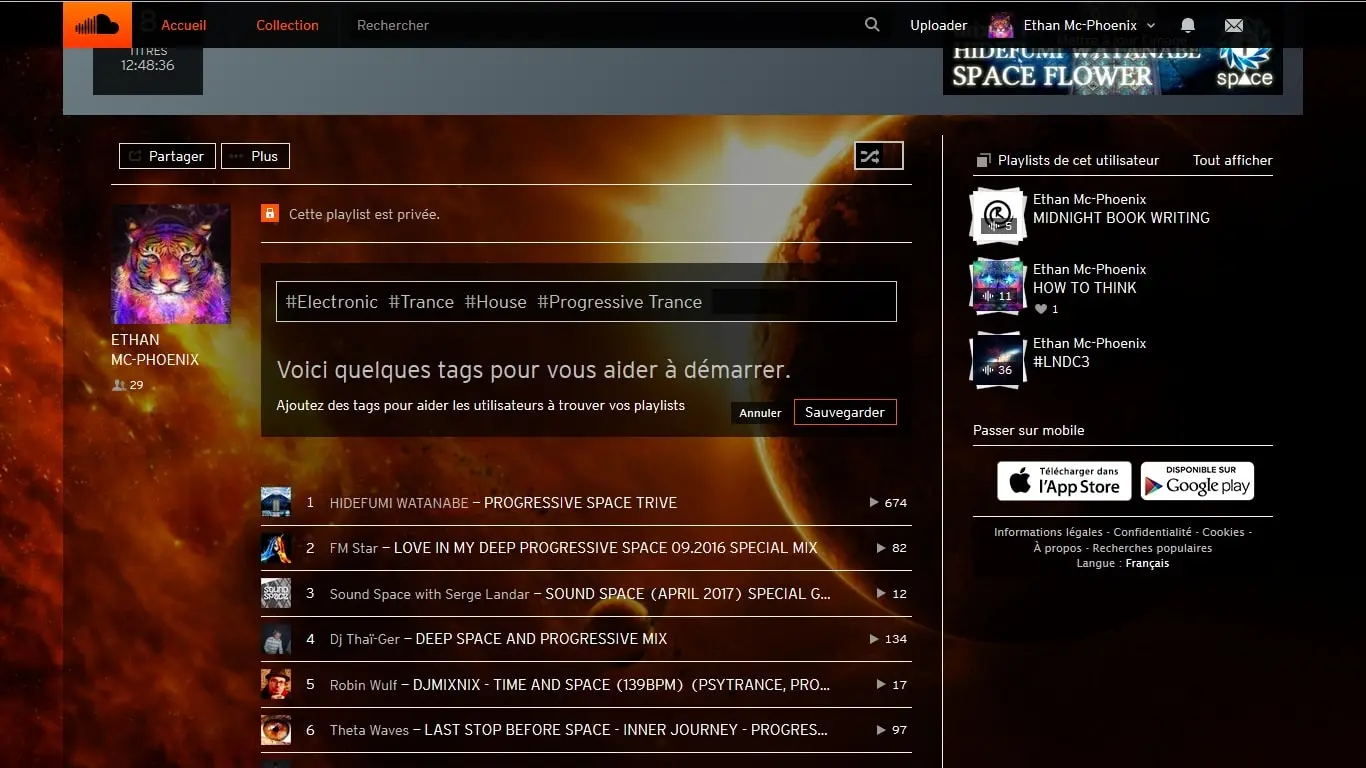 8
Accueil
Collection
Rechercher
Uploader
Ethan Mc-Phoenix
TITRES
12:48:36
HIDEFUMI WATANABE
SPACE FLOWER
space
Partager
Plus
Cette playlist est privée.
ETHAN
MC-PHOENIX
29
#Electronic #Trance #House #Progressive Trance
Voici quelques tags pour vous aider à démarrer.
Ajoutez des tags pour aider les utilisateurs à trouver vos playlists
Annuler
Sauvegarder
1 HIDEFUMI WATANABE – PROGRESSIVE SPACE TRIVE 674
2 FM Star – LOVE IN MY DEEP PROGRESSIVE SPACE 09.2016 SPECIAL MIX 82
SOUND SPACE
3 Sound Space with Serge Landar – SOUND SPACE (APRIL 2017) SPECIAL G... 12
4 Dj Thaï-Ger – DEEP SPACE AND PROGRESSIVE MIX 134
5 Robin Wulf – DJMIXNIX - TIME AND SPACE (139BPM) (PSYTRANCE, PRO... 17
6 Theta Waves – LAST STOP BEFORE SPACE - INNER JOURNEY - PROGRES... 97
Playlists de cet utilisateur
Tout afficher
Ethan Mc-Phoenix
MIDNIGHT BOOK WRITING
5
Ethan Mc-Phoenix
HOW TO THINK
11
1
Ethan Mc-Phoenix
#LNDC3
36
Passer sur mobile
Télécharger dans
l'App Store
DISPONIBLE SUR
Google play
Informations légales - Confidentialité - Cookies -
À propos - Recherches populaires
Langue : Français